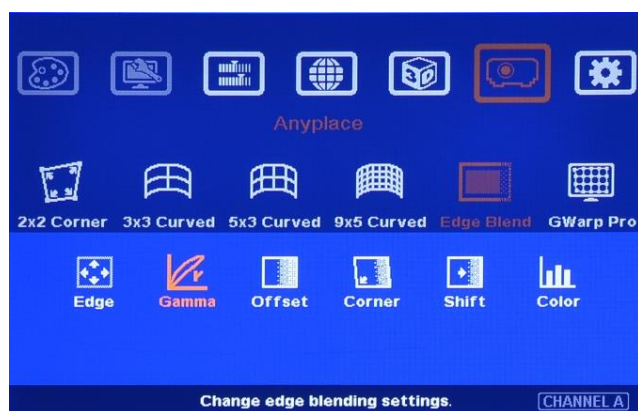 3D
Anyplace
2x2 Corner 3x3 Curved 5x3 Curved 9x5 Curved Edge Blend GWarp Pro
r
Edge Gamma Offset Corner Shift Color
Change edge blending settings. CHANNEL A